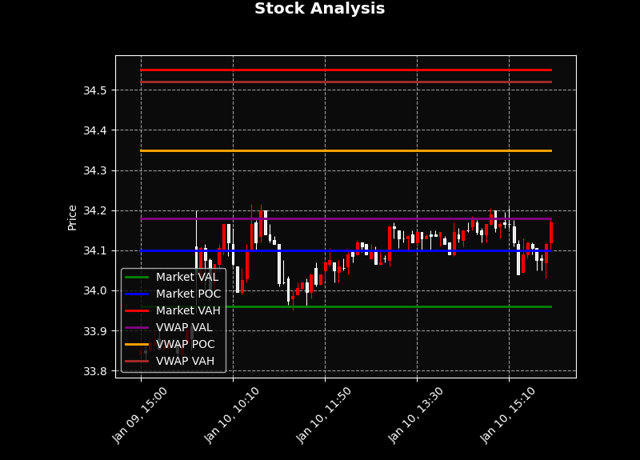 Stock Analysis
Price
34.5
34.4
34.3
34.2
34.1
34.0
33.9
33.8
Market VAL
Market POC
Market VAH
VWAP VAL
VWAP POC
VWAP VAH
Jan 09, 15:00
Jan 10, 10:10
Jan 10, 11:50
Jan 10, 13:30
Jan 10, 15:10